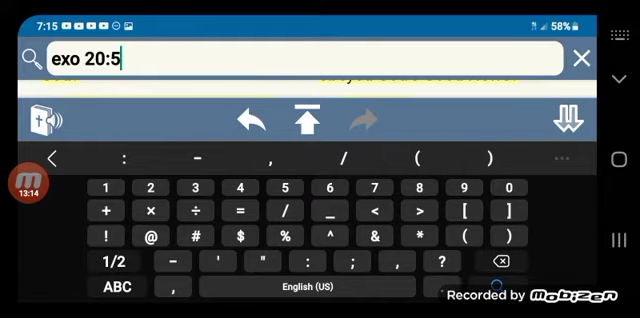 7:15 58%
exo 20:5
: - , / ( ) ...
13:14
1 2 3 4 5 6 7 8 9 0
+ × ÷ = / _ < > [ ]
! @ # $ % ^ & * ( )
1/2 - ' " : ; , ?
ABC , English (US) .
Recorded by mobizen